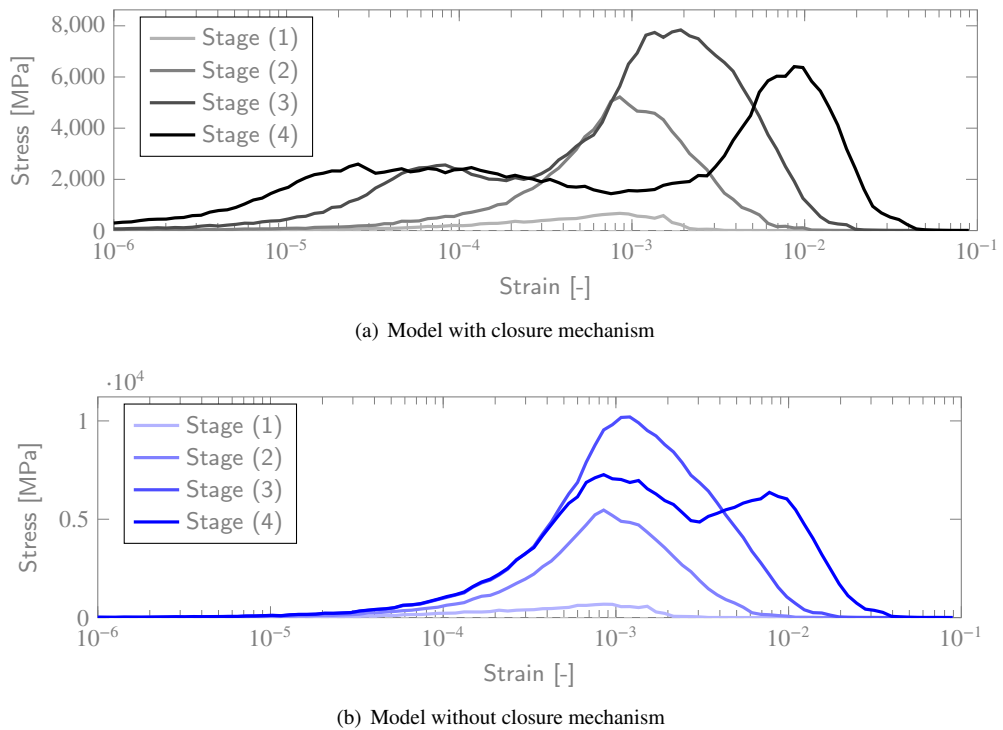 8,000
6,000
4,000
2,000
0
Stress [MPa]
Stage (1)
Stage (2)
Stage (3)
Stage (4)
10^-6 10^-5 10^-4 10^-3 10^-2 10^-1
Strain [-]
(a) Model with closure mechanism
·10^4
1
0.5
0
Stress [MPa]
Stage (1)
Stage (2)
Stage (3)
Stage (4)
10^-6 10^-5 10^-4 10^-3 10^-2 10^-1
Strain [-]
(b) Model without closure mechanism